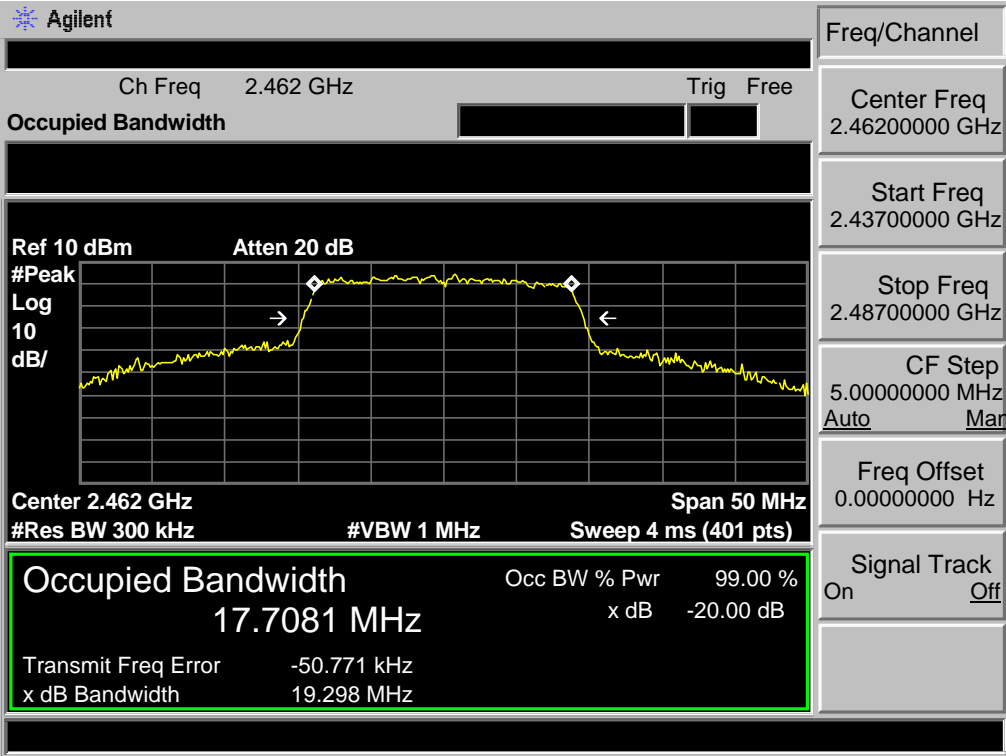 Agilent
Freq/Channel
Ch Freq 2.462 GHz Trig Free
Occupied Bandwidth
Center Freq
2.46200000 GHz
Start Freq
2.43700000 GHz
Ref 10 dBm Atten 20 dB
#Peak
Log
10
dB/
Stop Freq
2.48700000 GHz
CF Step
5.00000000 MHz
Auto Man
Freq Offset
0.00000000 Hz
Center 2.462 GHz Span 50 MHz
#Res BW 300 kHz #VBW 1 MHz Sweep 4 ms (401 pts)
Signal Track
On Off
Occupied Bandwidth
17.7081 MHz
Occ BW % Pwr 99.00 %
x dB -20.00 dB
Transmit Freq Error -50.771 kHz
x dB Bandwidth 19.298 MHz